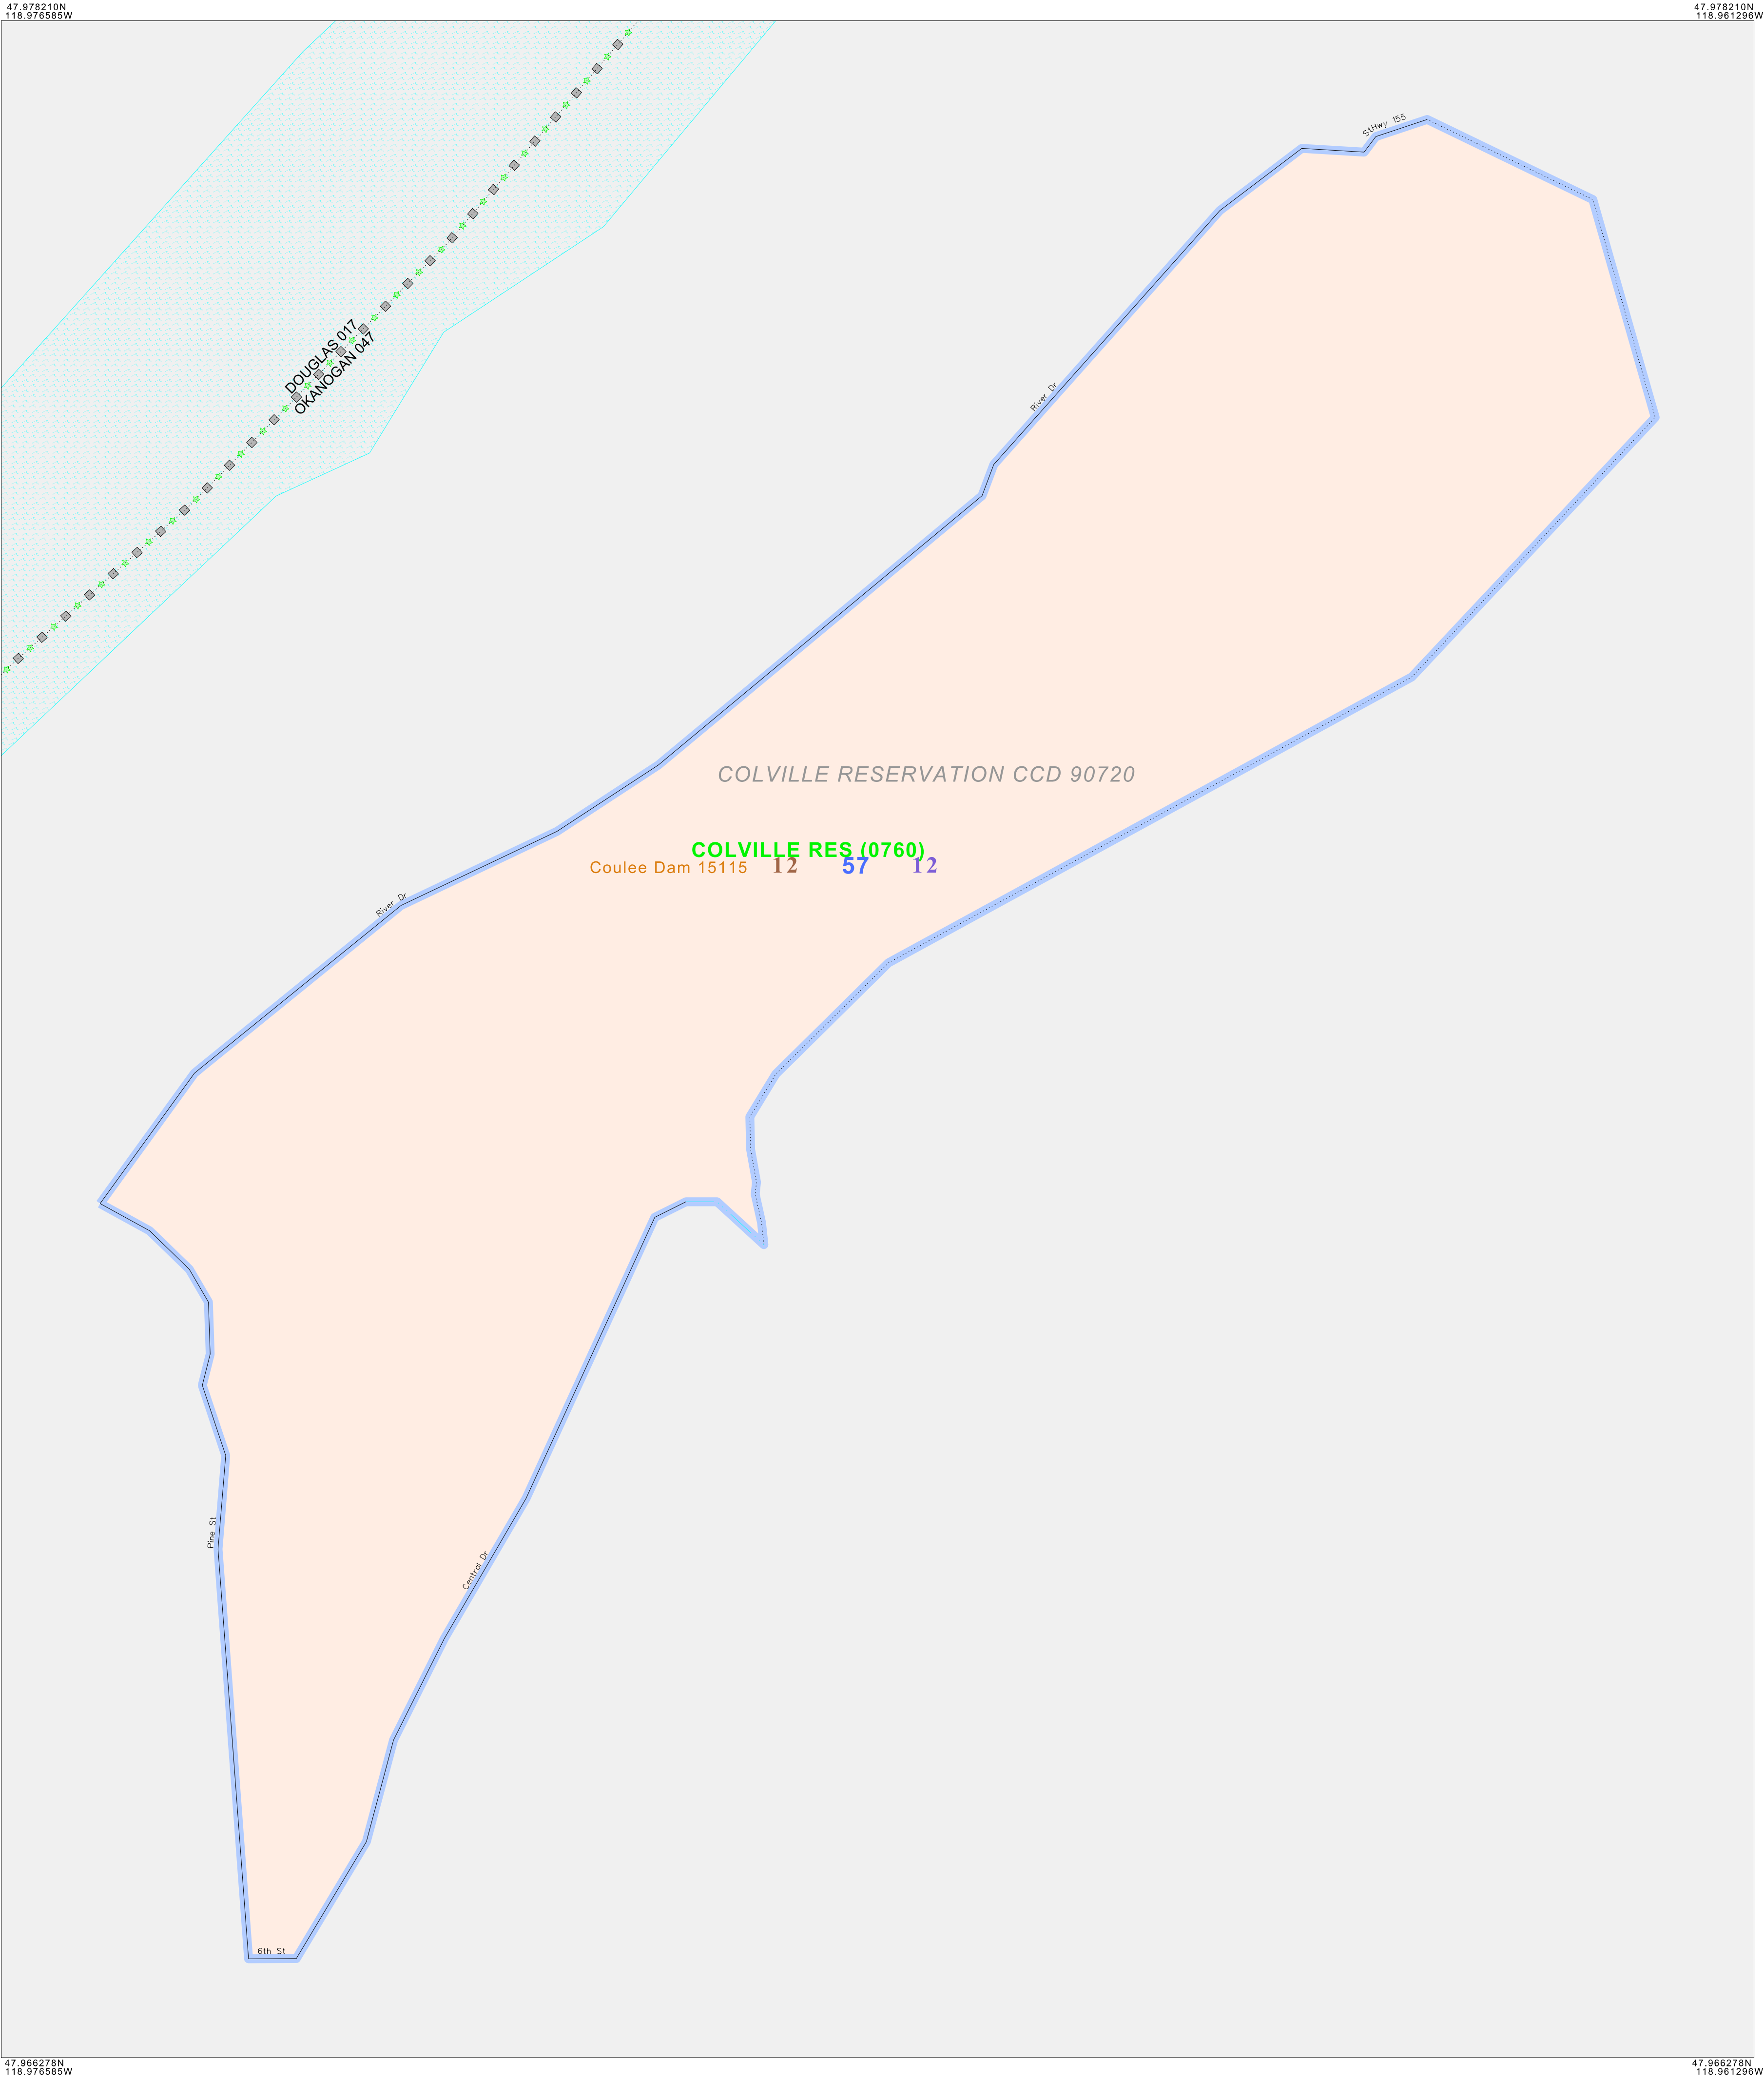 47.978210N
118.976585W
47.978210N
118.961296W
StHwy 155
DOUGLAS 017
OKANOGAN 047
River Dr
COLVILLE RESERVATION CCD 90720
COLVILLE RES (0760)
Coulee Dam 15115 12 57 12
River Dr
Pine St
Central Dr
6th St
47.966278N
118.976585W
47.966278N
118.961296W